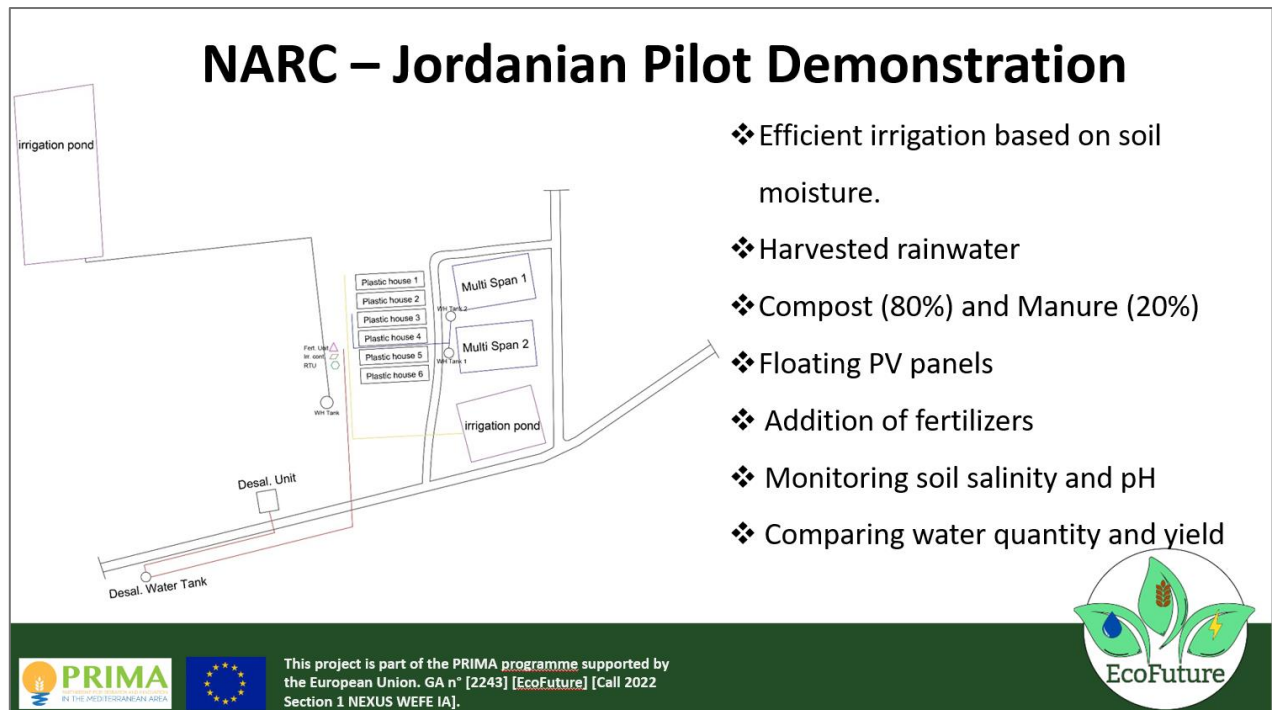 NARC – Jordanian Pilot Demonstration
irrigation pond
Plastic house 1
Plastic house 2
Plastic house 3
Plastic house 4
Plastic house 5
Plastic house 6
Multi Span 1
WH Tank 2
Multi Span 2
WH Tank 1
Fert. Unit
Irr. cont.
RTU
WH Tank
irrigation pond
Desal. Unit
Desal. Water Tank
❖Efficient irrigation based on soil
moisture.
❖Harvested rainwater
❖Compost (80%) and Manure (20%)
❖Floating PV panels
❖ Addition of fertilizers
❖ Monitoring soil salinity and pH
❖ Comparing water quantity and yield
PRIMA
PARTNERSHIP FOR RESEARCH AND INNOVATION
IN THE MEDITERRANEAN AREA
This project is part of the PRIMA programme supported by
the European Union. GA n° [2243] [EcoFuture] [Call 2022
Section 1 NEXUS WEFE IA].
EcoFuture